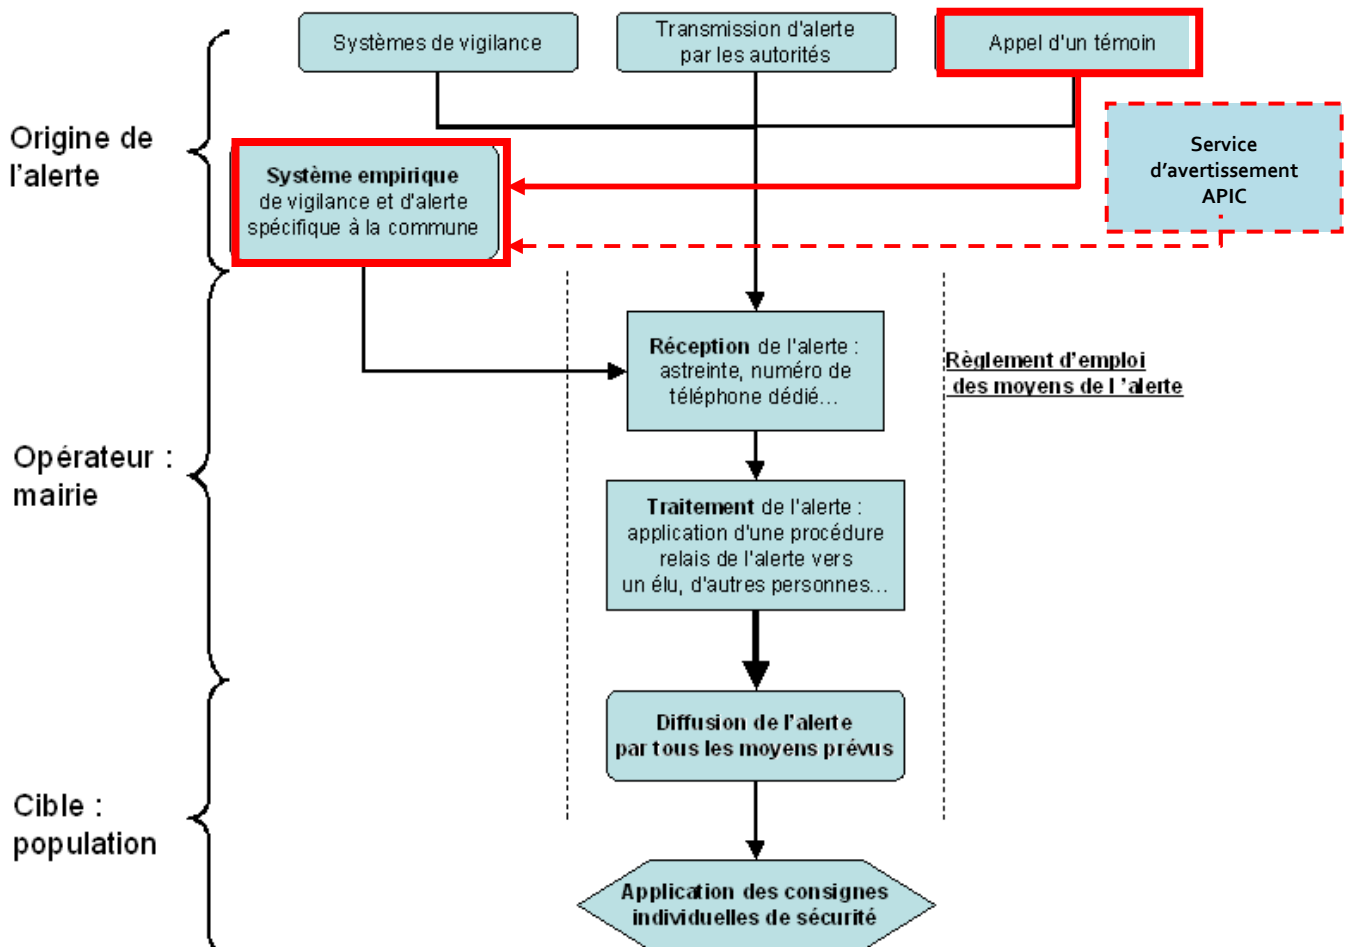 Systèmes de vigilance
Transmission d'alerte
par les autorités
Appel d'un témoin
Origine de
l'alerte
Service
d'avertissement
APIC
Système empirique
de vigilance et d'alerte
spécifique à la commune
Réception de l'alerte :
astreinte, numéro de
téléphone dédié...
Règlement d'emploi
des moyens de l 'alerte
Opérateur :
mairie
Traitement de l'alerte :
application d'une procédure
relais de l'alerte vers
un élu, d'autres personnes...
Diffusion de l'alerte
par tous les moyens prévus
Cible :
population
Application des consignes
individuelles de sécurité